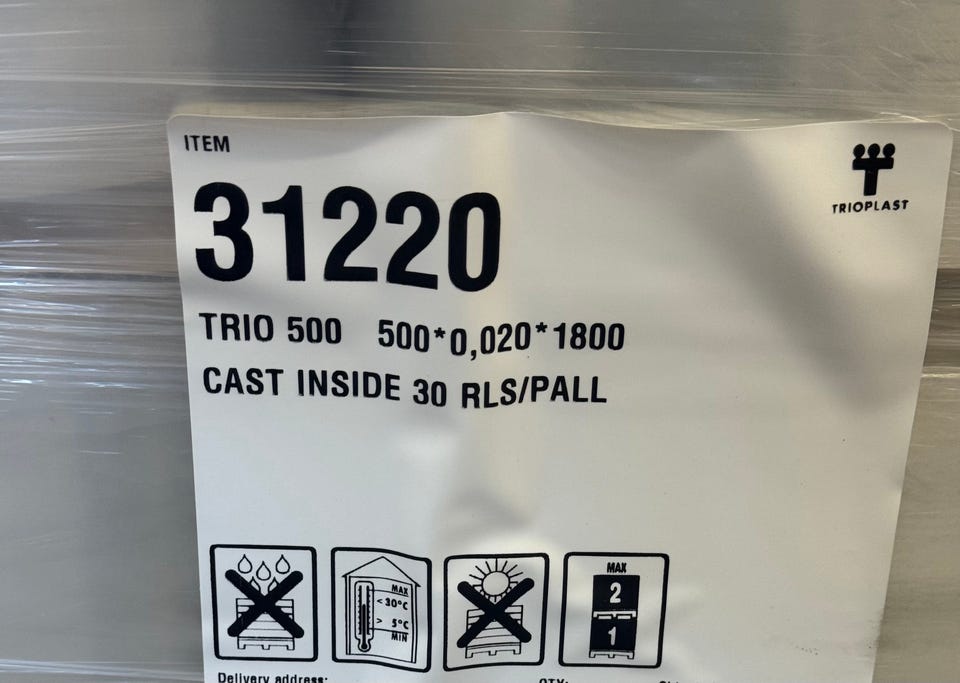 ITEM
TRIOPLAST
31220
TRIO 500 500*0,020*1800
CAST INSIDE 30 RLS/PALL
MAX
< 30°C
> 5°C
MIN
MAX
2
1
Delivery address:
QTY: